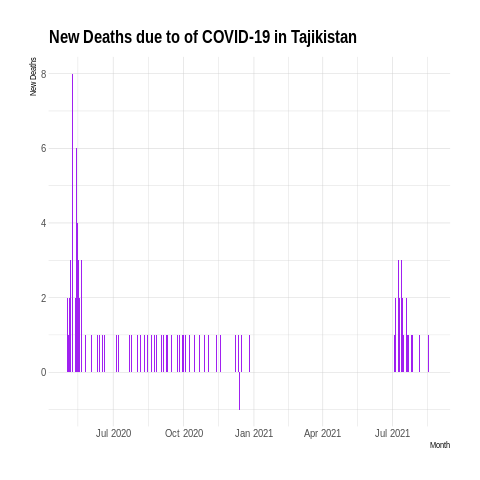 New Deaths due to of COVID-19 in Tajikistan
New Deaths
8
6
4
2
0
Jul 2020 Oct 2020 Jan 2021 Apr 2021 Jul 2021
Month